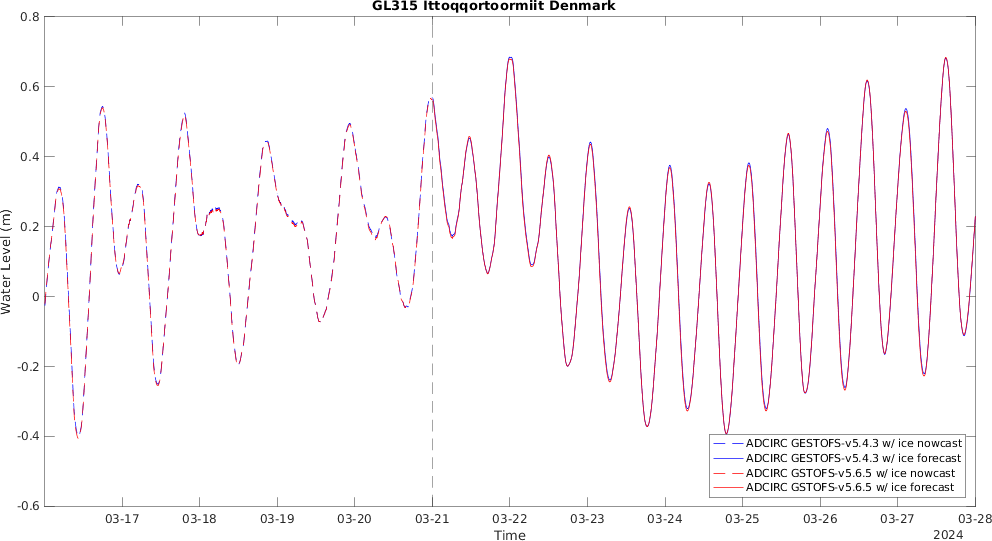 GL315 Ittoqqortoormiit Denmark
0.8
0.6
0.4
0.2
0
-0.2
-0.4
-0.6
Water Level (m)
ADCIRC GESTOFS-v5.4.3 w/ ice nowcast
ADCIRC GESTOFS-v5.4.3 w/ ice forecast
ADCIRC GSTOFS-v5.6.5 w/ ice nowcast
ADCIRC GSTOFS-v5.6.5 w/ ice forecast
03-17 03-18 03-19 03-20 03-21 03-22 03-23 03-24 03-25 03-26 03-27 03-28
Time
2024